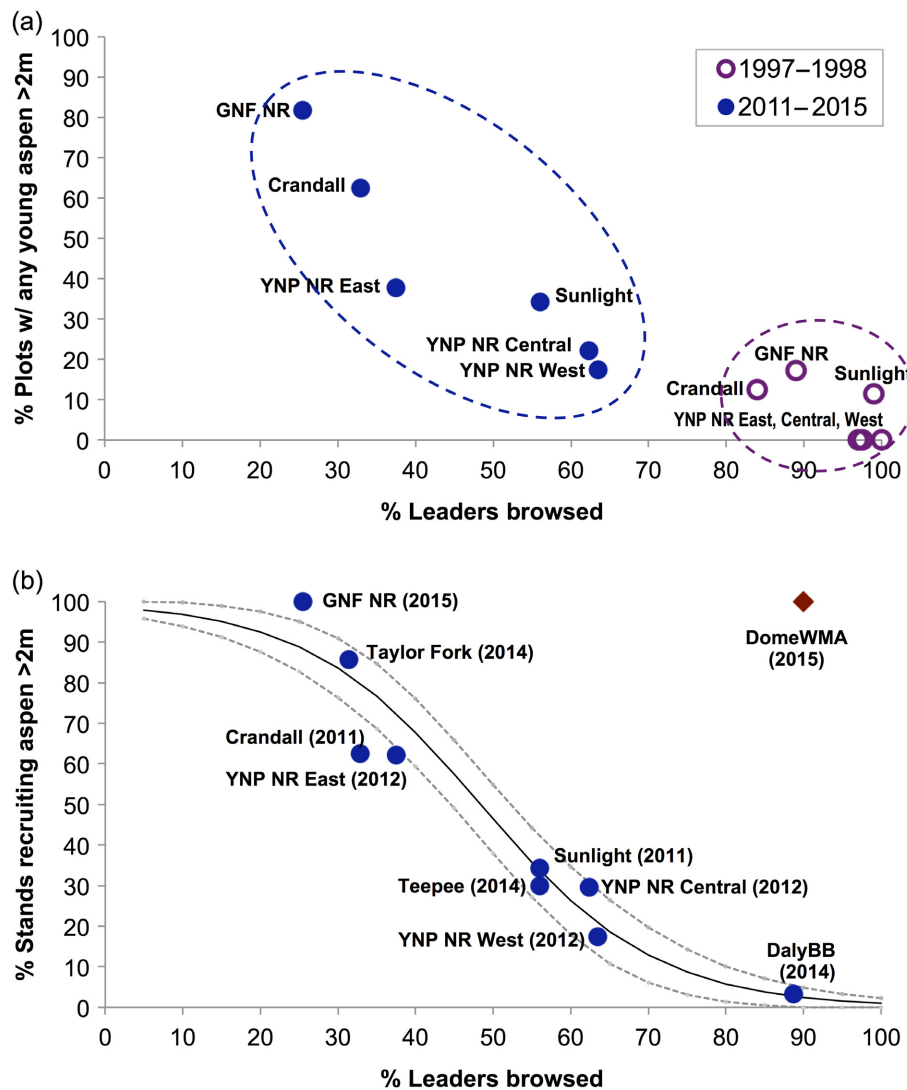 (a)
% Plots w/ any young aspen >2m
100
90
80
70
60
50
40
30
20
10
0
1997–1998
2011–2015
GNF NR
Crandall
YNP NR East
Sunlight
YNP NR Central
YNP NR West
GNF NR
Crandall
Sunlight
YNP NR East, Central, West
0 10 20 30 40 50 60 70 80 90 100
% Leaders browsed
(b)
% Stands recruiting aspen >2m
100
90
80
70
60
50
40
30
20
10
0
GNF NR (2015)
Taylor Fork (2014)
DomeWMA
(2015)
Crandall (2011)
YNP NR East (2012)
Sunlight (2011)
Teepee (2014)
YNP NR Central (2012)
YNP NR West (2012)
DalyBB
(2014)
0 10 20 30 40 50 60 70 80 90 100
% Leaders browsed